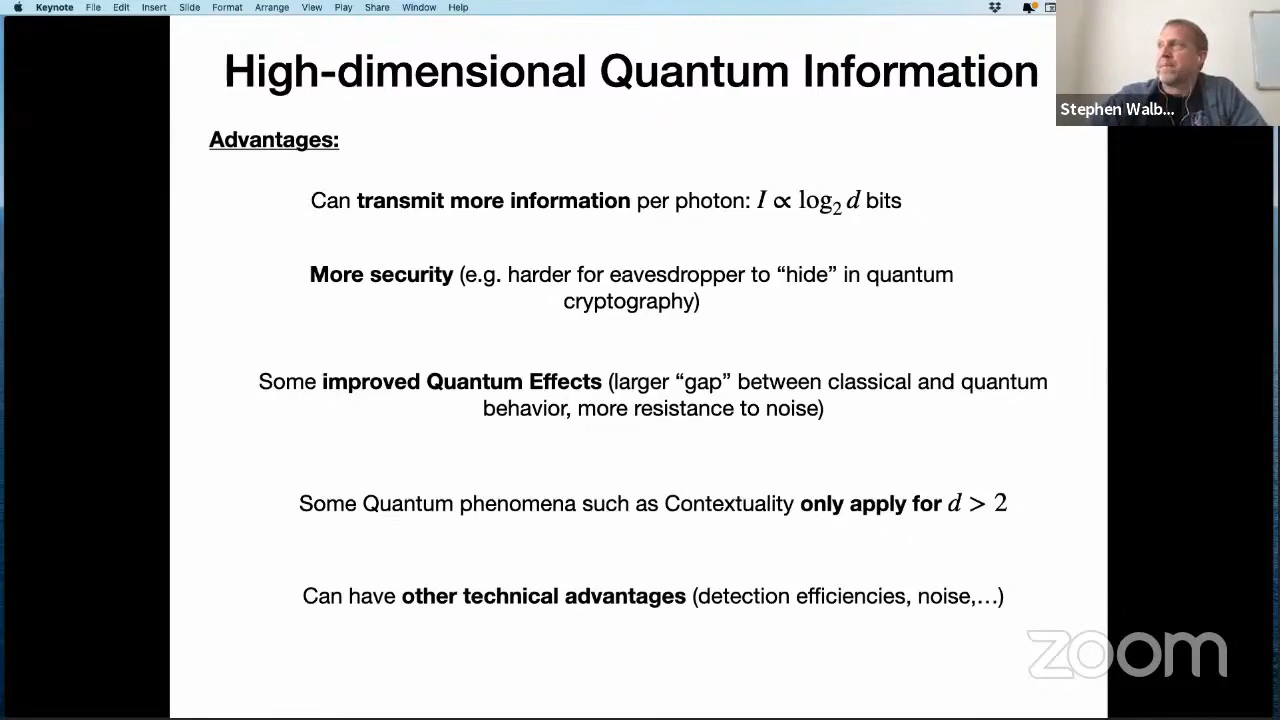 Keynote File Edit Insert Slide Format Arrange View Play Share Window Help
High-dimensional Quantum Information
Stephen Walb...
Advantages:
Can transmit more information per photon: I ∝ log₂ d bits
More security (e.g. harder for eavesdropper to “hide” in quantum
cryptography)
Some improved Quantum Effects (larger “gap” between classical and quantum
behavior, more resistance to noise)
Some Quantum phenomena such as Contextuality only apply for d > 2
Can have other technical advantages (detection efficiencies, noise,…)
zoom